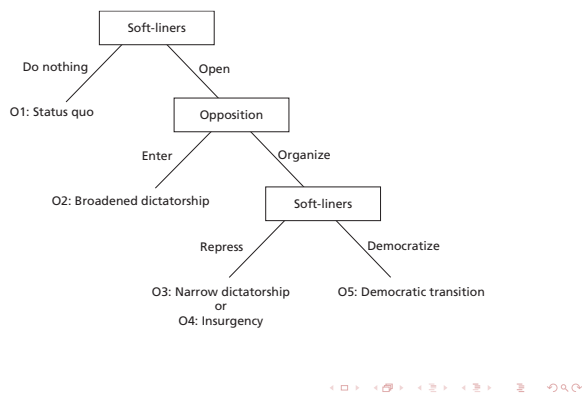 Soft-liners
Do nothing
Open
O1: Status quo
Opposition
Enter
Organize
O2: Broadened dictatorship
Soft-liners
Repress
Democratize
O3: Narrow dictatorship
or
O4: Insurgency
O5: Democratic transition